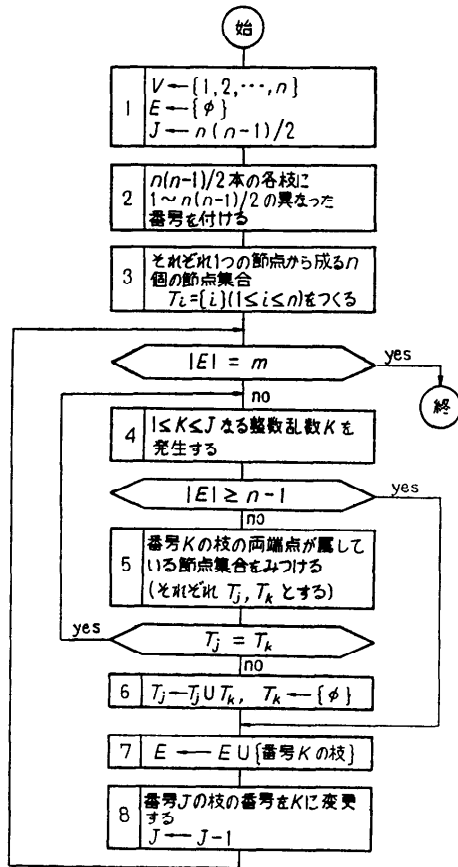 始
1
V ← {1, 2, ⋯, n}
E ← {φ}
J ← n(n-1)/2
2
n(n-1)/2本の各枝に
1~n(n-1)/2の異なった
番号を付ける
3
それぞれ1つの節点から成るn
個の節点集合
Ti={i}(1≤i≤n)をつくる
|E| = m
yes
no
終
4
1≤K≤Jなる整数乱数Kを
発生する
|E| ≥ n-1
yes
no
5
番号Kの枝の両端点が属して
いる節点集合をみつける
(それぞれ Tj, Tkとする)
yes
Tj = Tk
no
6
Tj←Tj∪Tk, Tk←{φ}
7
E ← E∪{番号Kの枝}
8
番号Jの枝の番号をKに変更
する
J ← J-1